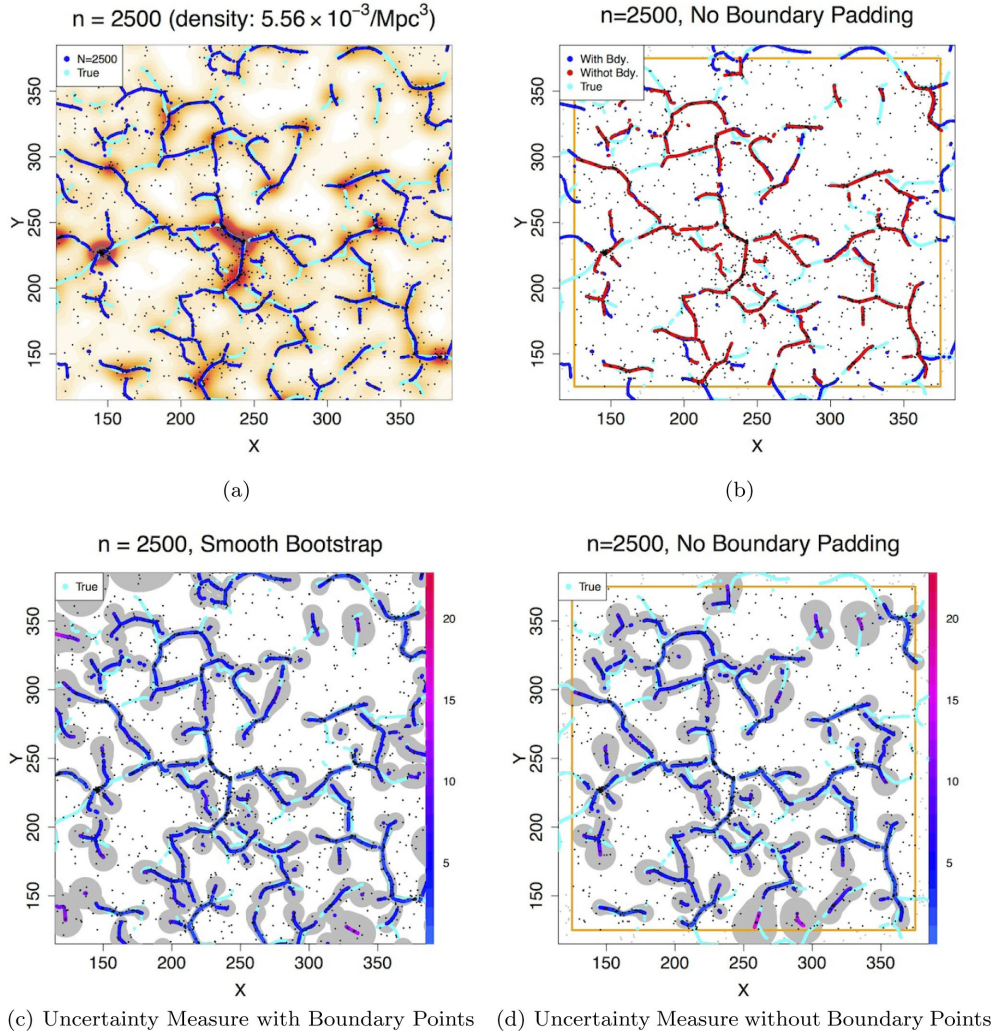 n = 2500 (density: 5.56 × 10⁻³/Mpc³)
N=2500
True
350
300
250
200
150
Y
150 200 250 300 350
X
(a)
n=2500, No Boundary Padding
With Bdy.
Withot Bdy.
True
350
300
250
200
150
Y
150 200 250 300 350
X
(b)
n = 2500, Smooth Bootstrap
True
350
300
250
200
150
Y
20
15
10
5
150 200 250 300 350
X
(c) Uncertainty Measure with Boundary Points
n=2500, No Boundary Padding
True
350
300
250
200
150
Y
20
15
10
5
150 200 250 300 350
X
(d) Uncertainty Measure without Boundary Points